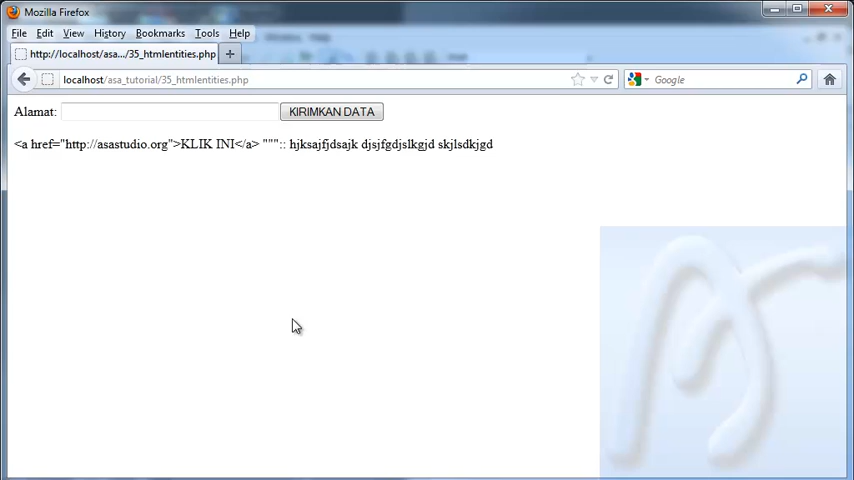 Mozilla Firefox
File Edit View History Bookmarks Tools Help
http://localhost/asa.../35_htmlentities.php
localhost/asa_tutorial/35_htmlentities.php
Google
Alamat: KIRIMKAN DATA
<a href="http://asastudio.org">KLIK INI</a> """:: hjksajfjdsajk djsjfgdjslkgjd skjlsdkjgd